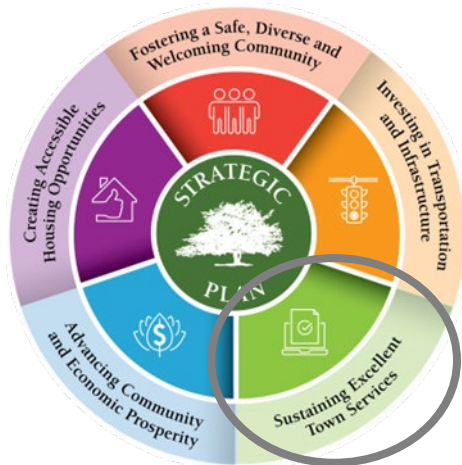 Fostering a Safe, Diverse and
Welcoming Community
Investing in Transportation
and Infrastructure
Sustaining Excellent
Town Services
Advancing Community
and Economic Prosperity
Creating Accessible
Housing Opportunities
STRATEGIC
PLAN
$